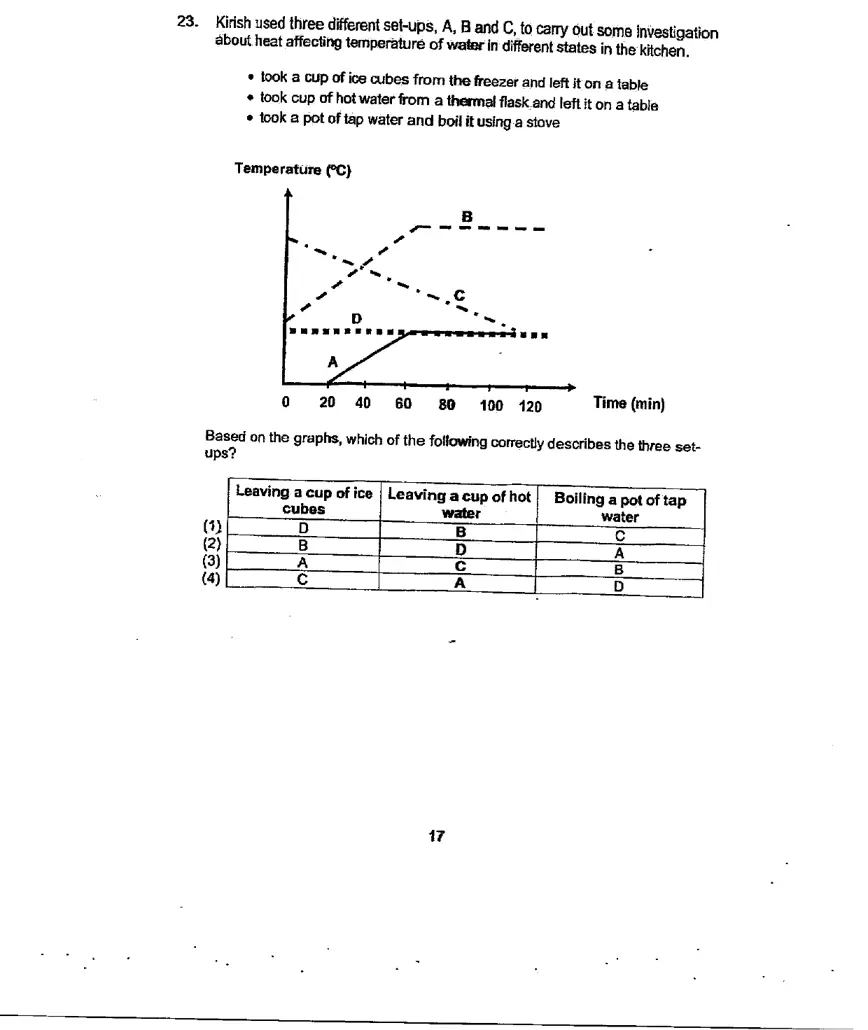 23. Kirish used three different set-ups, A, B and C, to carry out some investigation
about heat affecting temperature of water in different states in the kitchen.
• took a cup of ice cubes from the freezer and left it on a table
• took cup of hot water from a thermal flask and left it on a table
• took a pot of tap water and boil it using a stove
Temperature (ºC)
B
C
D
A
0 20 40 60 80 100 120 Time (min)
Based on the graphs, which of the following correctly describes the three set-
ups?
Leaving a cup of ice cubes | Leaving a cup of hot water | Boiling a pot of tap water
(1) D B C
(2) B D A
(3) A C B
(4) C A D
17